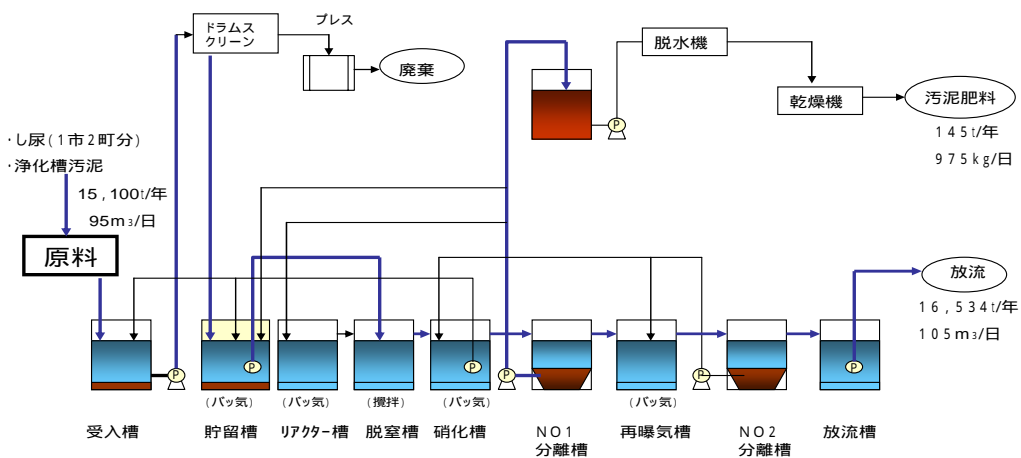 プレス
ドラムス
クリーン
廃棄
脱水機
乾燥機
汚泥肥料
145t/年
975kg/日
P
･し尿(1市2町分)
･浄化槽汚泥
15,100t/年
95m3/日
原料
放流
16,534t/年
105m3/日
P
P
P
P
P
P
(バッ気)
(バッ気)
(攪拌)
(バッ気)
(バッ気)
受入槽
貯留槽
リアクター槽
脱窒槽
硝化槽
NO1
分離槽
再曝気槽
NO2
分離槽
放流槽